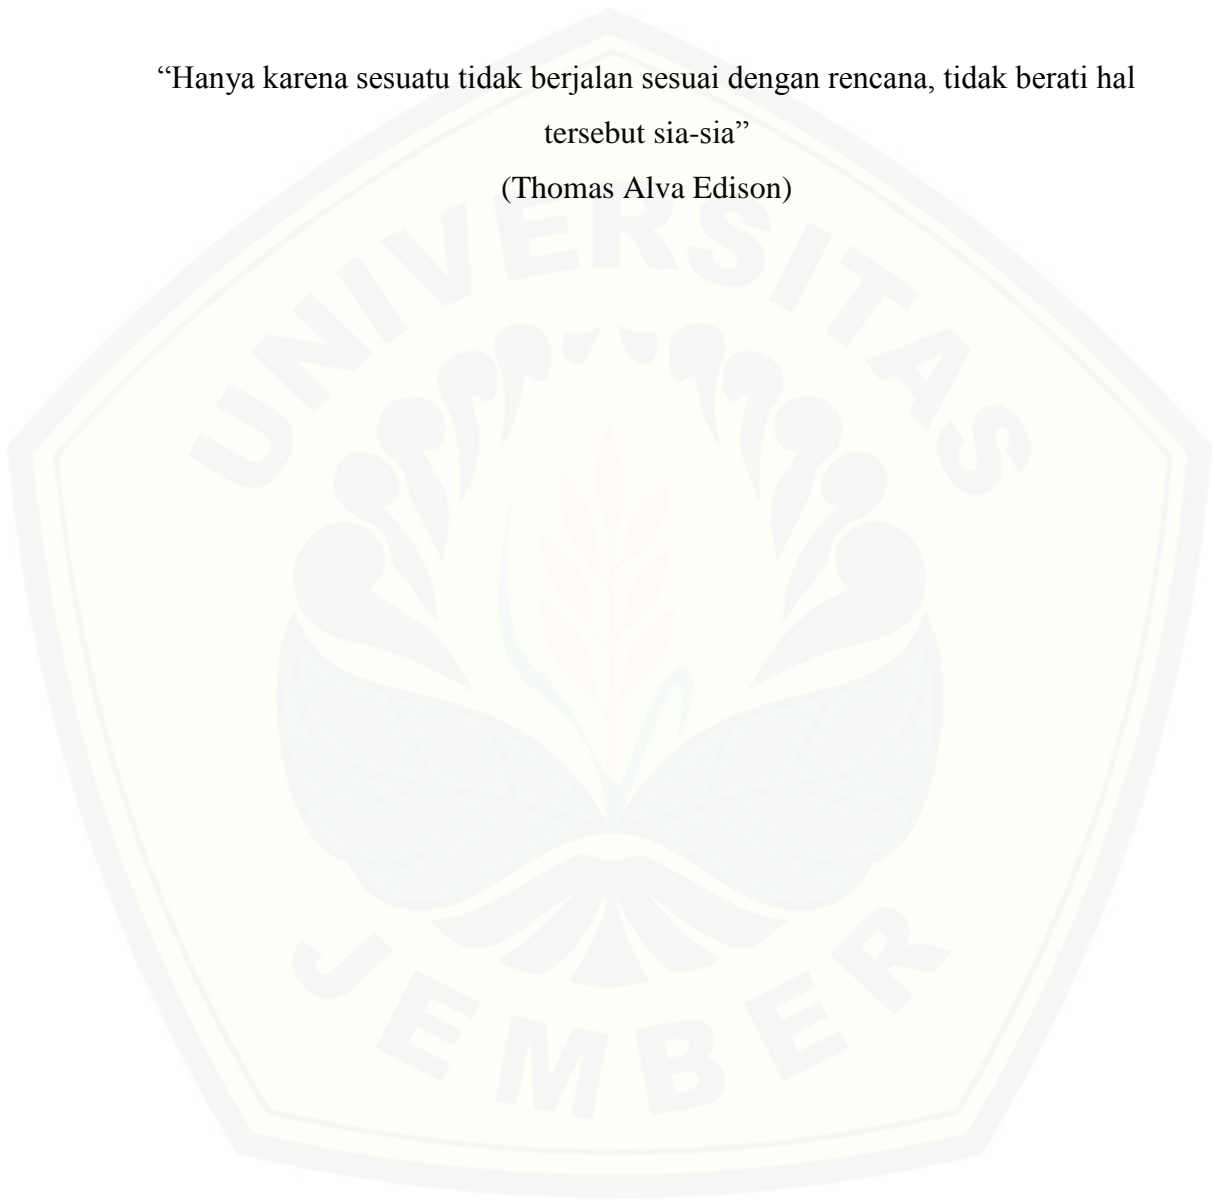 “Hanya karena sesuatu tidak berjalan sesuai dengan rencana, tidak berati hal
tersebut sia-sia”
(Thomas Alva Edison)
UNIVERSITAS
JEMBER